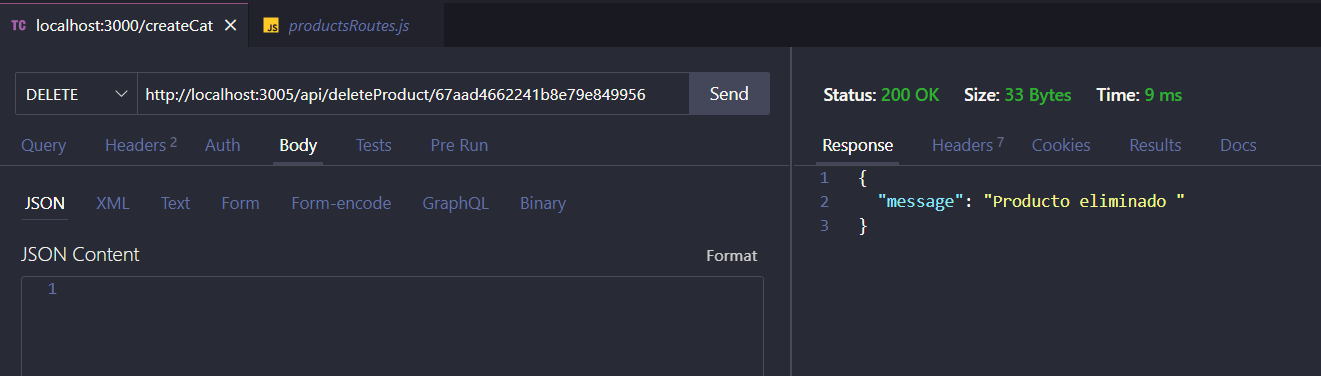 TC localhost:3000/createCat JS productsRoutes.js
DELETE http://localhost:3005/api/deleteProduct/67aad4662241b8e79e849956 Send
Query Headers 2 Auth Body Tests Pre Run
JSON XML Text Form Form-encode GraphQL Binary
JSON Content Format
1
Status: 200 OK Size: 33 Bytes Time: 9 ms
Response Headers 7 Cookies Results Docs
1 {
2 "message": "Producto eliminado "
3 }